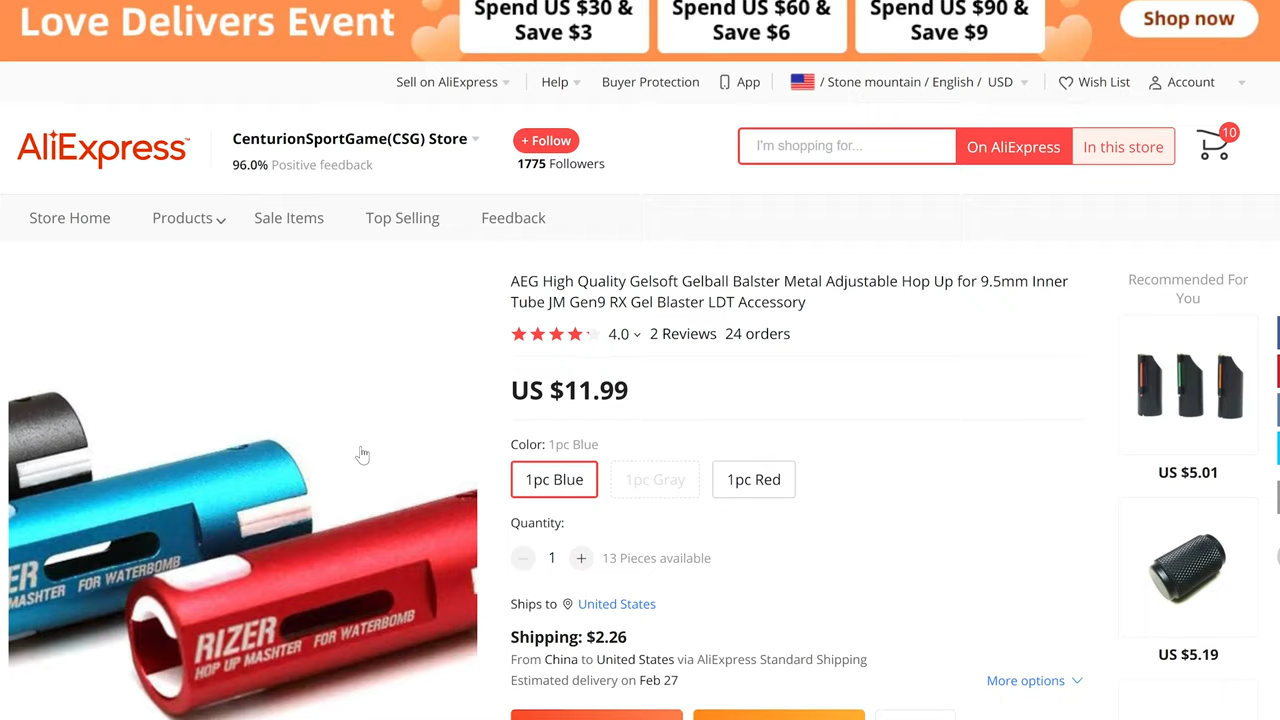 Love Delivers Event
Spend US $30 &
Save $3
Spend US $60 &
Save $6
Spend US $90 &
Save $9
Shop now
Sell on AliExpress
Help
Buyer Protection
App
/ Stone mountain / English / USD
Wish List
Account
AliExpress™
CenturionSportGame(CSG) Store
96.0% Positive feedback
+ Follow
1775 Followers
I'm shopping for...
On AliExpress
In this store
10
Store Home
Products
Sale Items
Top Selling
Feedback
AEG High Quality Gelsoft Gelball Balster Metal Adjustable Hop Up for 9.5mm Inner
Tube JM Gen9 RX Gel Blaster LDT Accessory
4.0
2 Reviews
24 orders
US $11.99
Color: 1pc Blue
1pc Blue
1pc Gray
1pc Red
Quantity:
1
13 Pieces available
Ships to
United States
Shipping: $2.26
From China to United States via AliExpress Standard Shipping
Estimated delivery on Feb 27
More options
ER
MASHTER FOR WATERBOMB
RIZER
HOP UP MASHTER FOR WATERBOMB
Recommended For
You
US $5.01
US $5.19